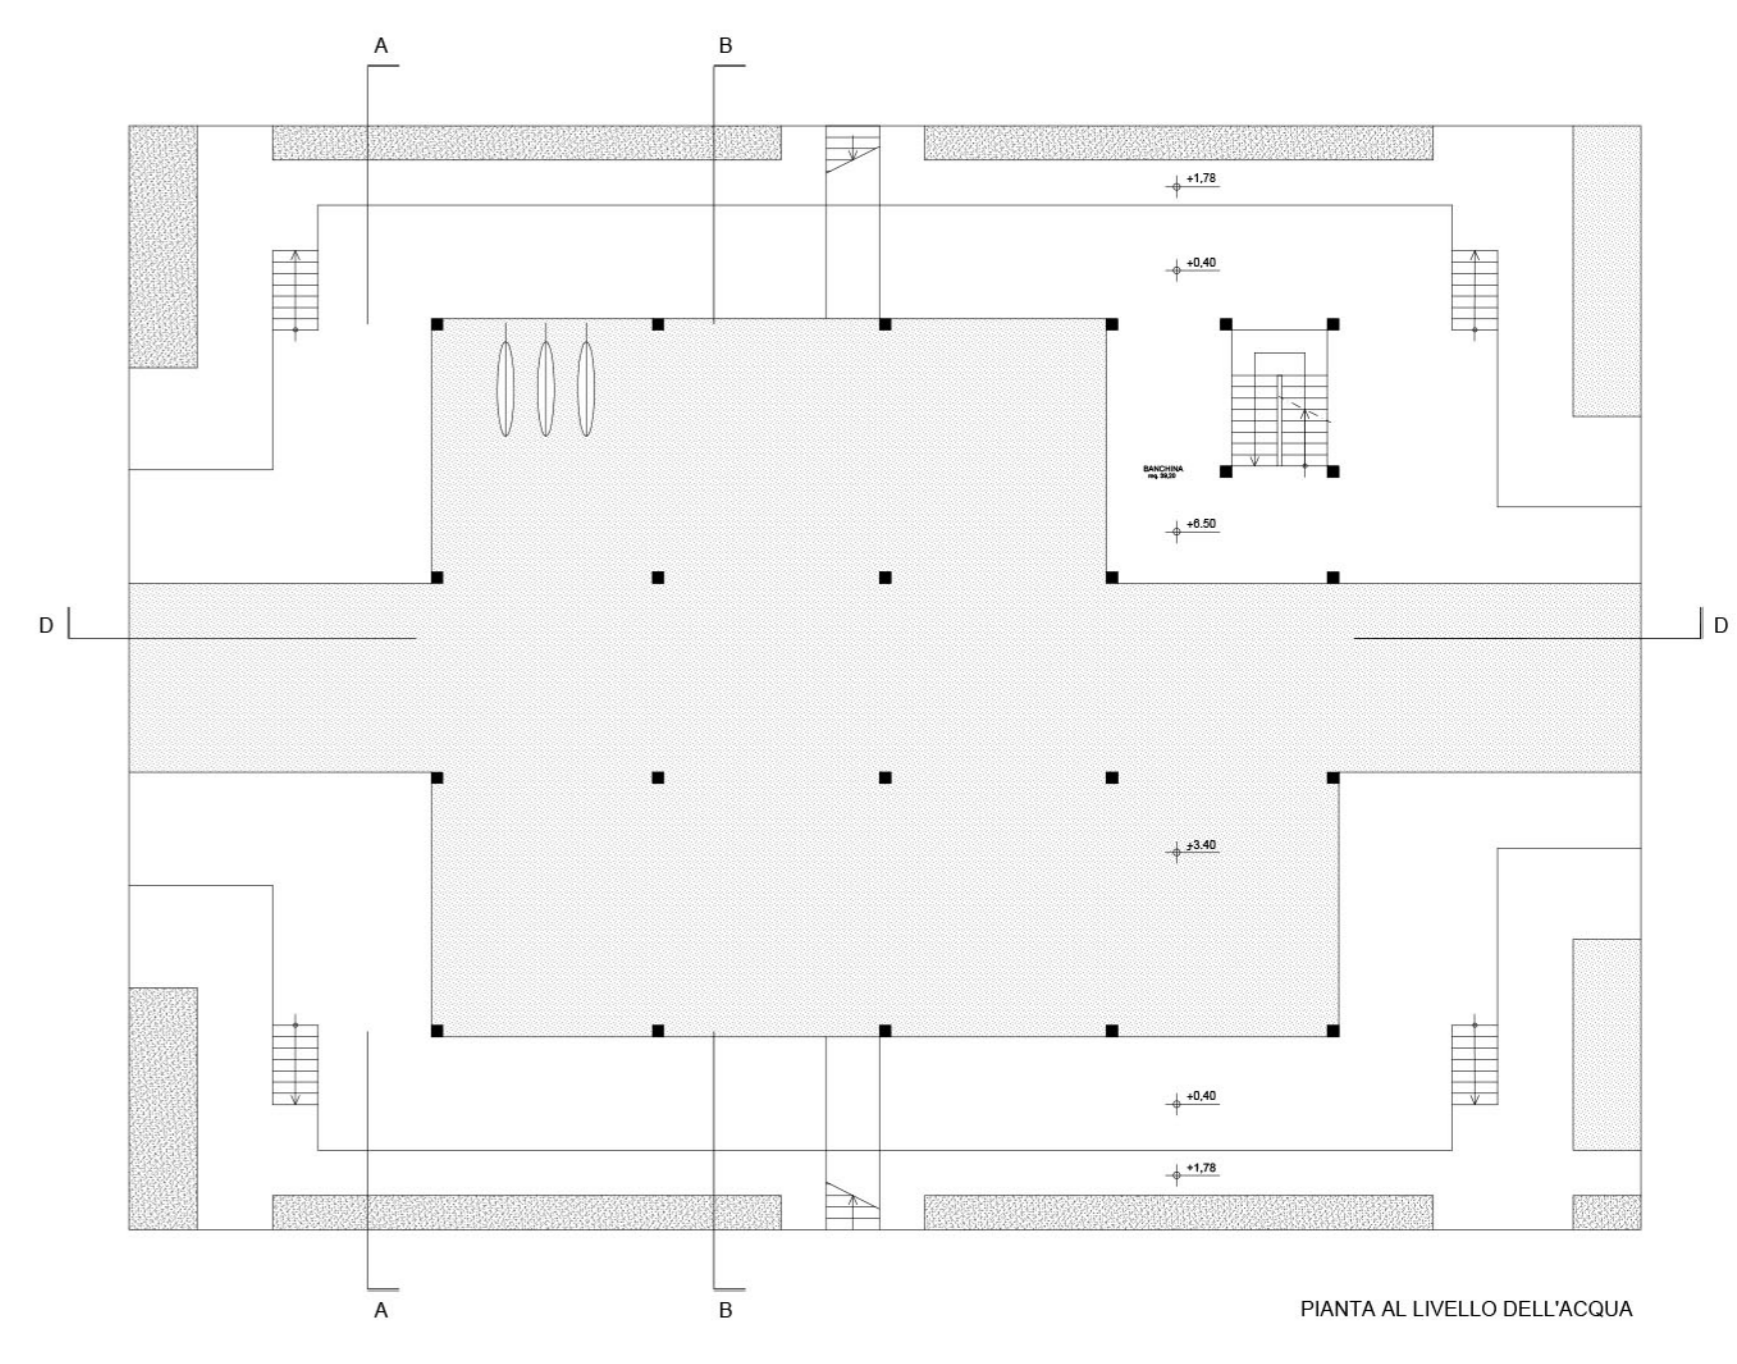 A
B
+1,78
+0,40
BANCHINA
+6.50
D
D
+3.40
+0,40
+1,78
A
B
PIANTA AL LIVELLO DELL'ACQUA